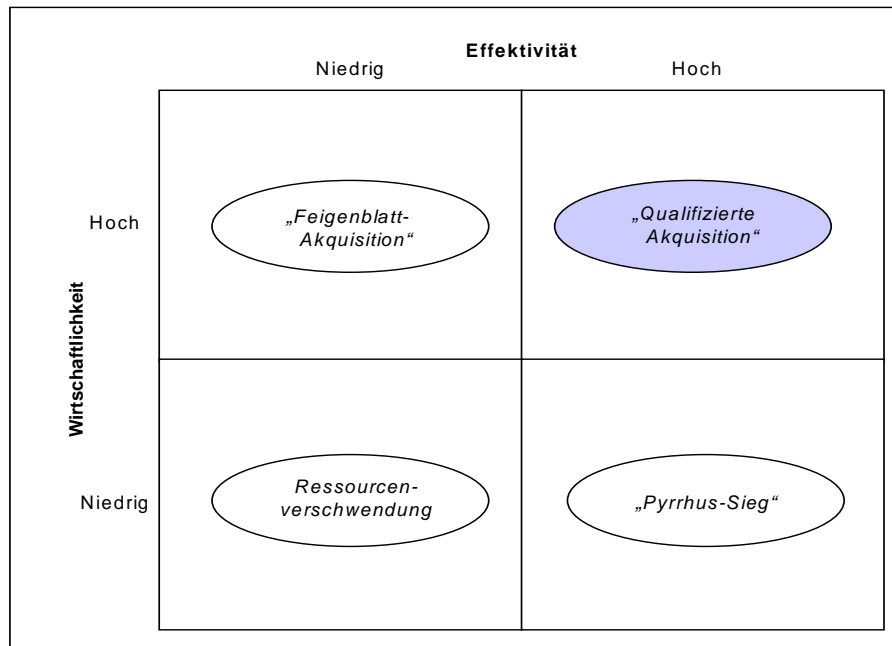 Effektivität
Niedrig
Hoch
Hoch
„Feigenblatt-
Akquisition“
„Qualifizierte
Akquisition“
Wirtschaftlichkeit
Niedrig
Ressourcen-
verschwendung
„Pyrrhus-Sieg“